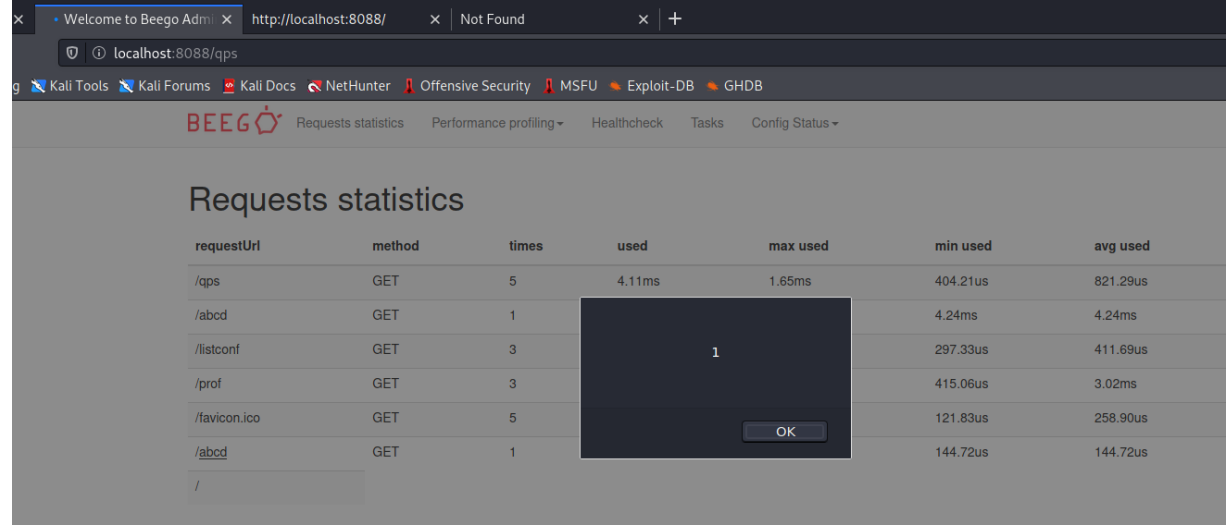 Welcome to Beego Admi http://localhost:8088/ Not Found
localhost:8088/qps
g Kali Tools Kali Forums Kali Docs NetHunter Offensive Security MSFU Exploit-DB GHDB
BEEGO Requests statistics Performance profiling Healthcheck Tasks Config Status
Requests statistics
requestUrl method times used max used min used avg used
/qps GET 5 4.11ms 1.65ms 404.21us 821.29us
/abcd GET 1 4.24ms 4.24ms
/listconf GET 3 297.33us 411.69us
1
/prof GET 3 415.06us 3.02ms
/favicon.ico GET 5 121.83us 258.90us
OK
/abcd GET 1 144.72us 144.72us
/